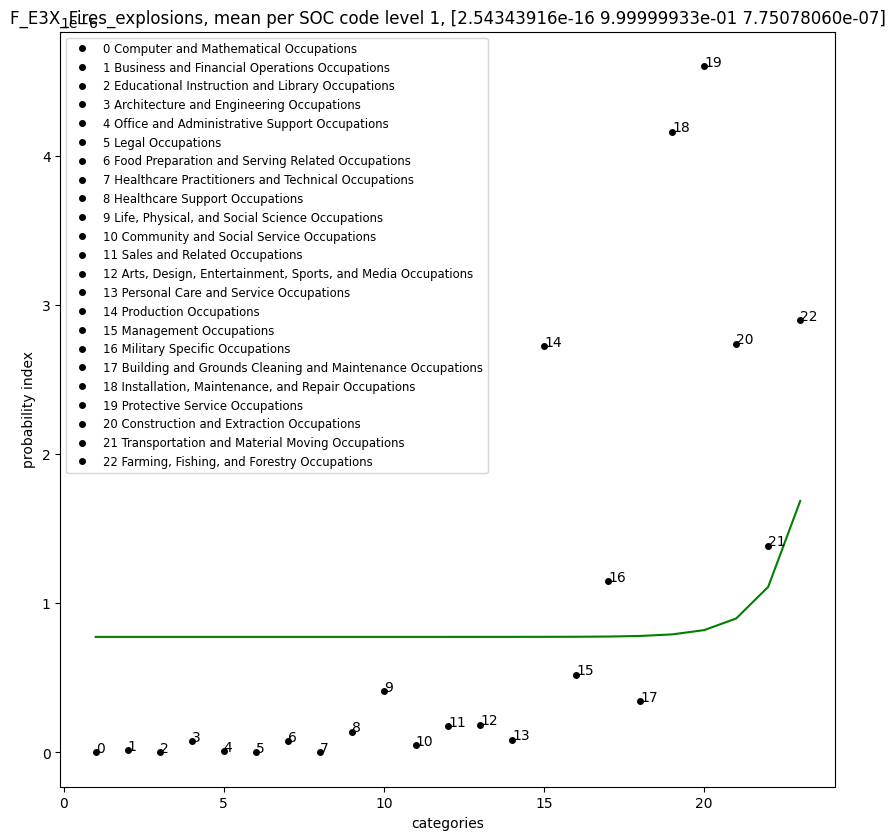 F_E3X_Fires_explosions, mean per SOC code level 1, [2.54343916e-16 9.99999933e-01 7.75078060e-07]
1e−6
0 Computer and Mathematical Occupations
1 Business and Financial Operations Occupations
2 Educational Instruction and Library Occupations
3 Architecture and Engineering Occupations
4 Office and Administrative Support Occupations
5 Legal Occupations
6 Food Preparation and Serving Related Occupations
7 Healthcare Practitioners and Technical Occupations
8 Healthcare Support Occupations
9 Life, Physical, and Social Science Occupations
10 Community and Social Service Occupations
11 Sales and Related Occupations
12 Arts, Design, Entertainment, Sports, and Media Occupations
13 Personal Care and Service Occupations
14 Production Occupations
15 Management Occupations
16 Military Specific Occupations
17 Building and Grounds Cleaning and Maintenance Occupations
18 Installation, Maintenance, and Repair Occupations
19 Protective Service Occupations
20 Construction and Extraction Occupations
21 Transportation and Material Moving Occupations
22 Farming, Fishing, and Forestry Occupations
19
18
4
3
22
20
14
2
21
16
1
15
17
9
8
11
12
13
10
0
1
2
3
4
5
6
7
0
probability index
0
5
10
15
20
categories